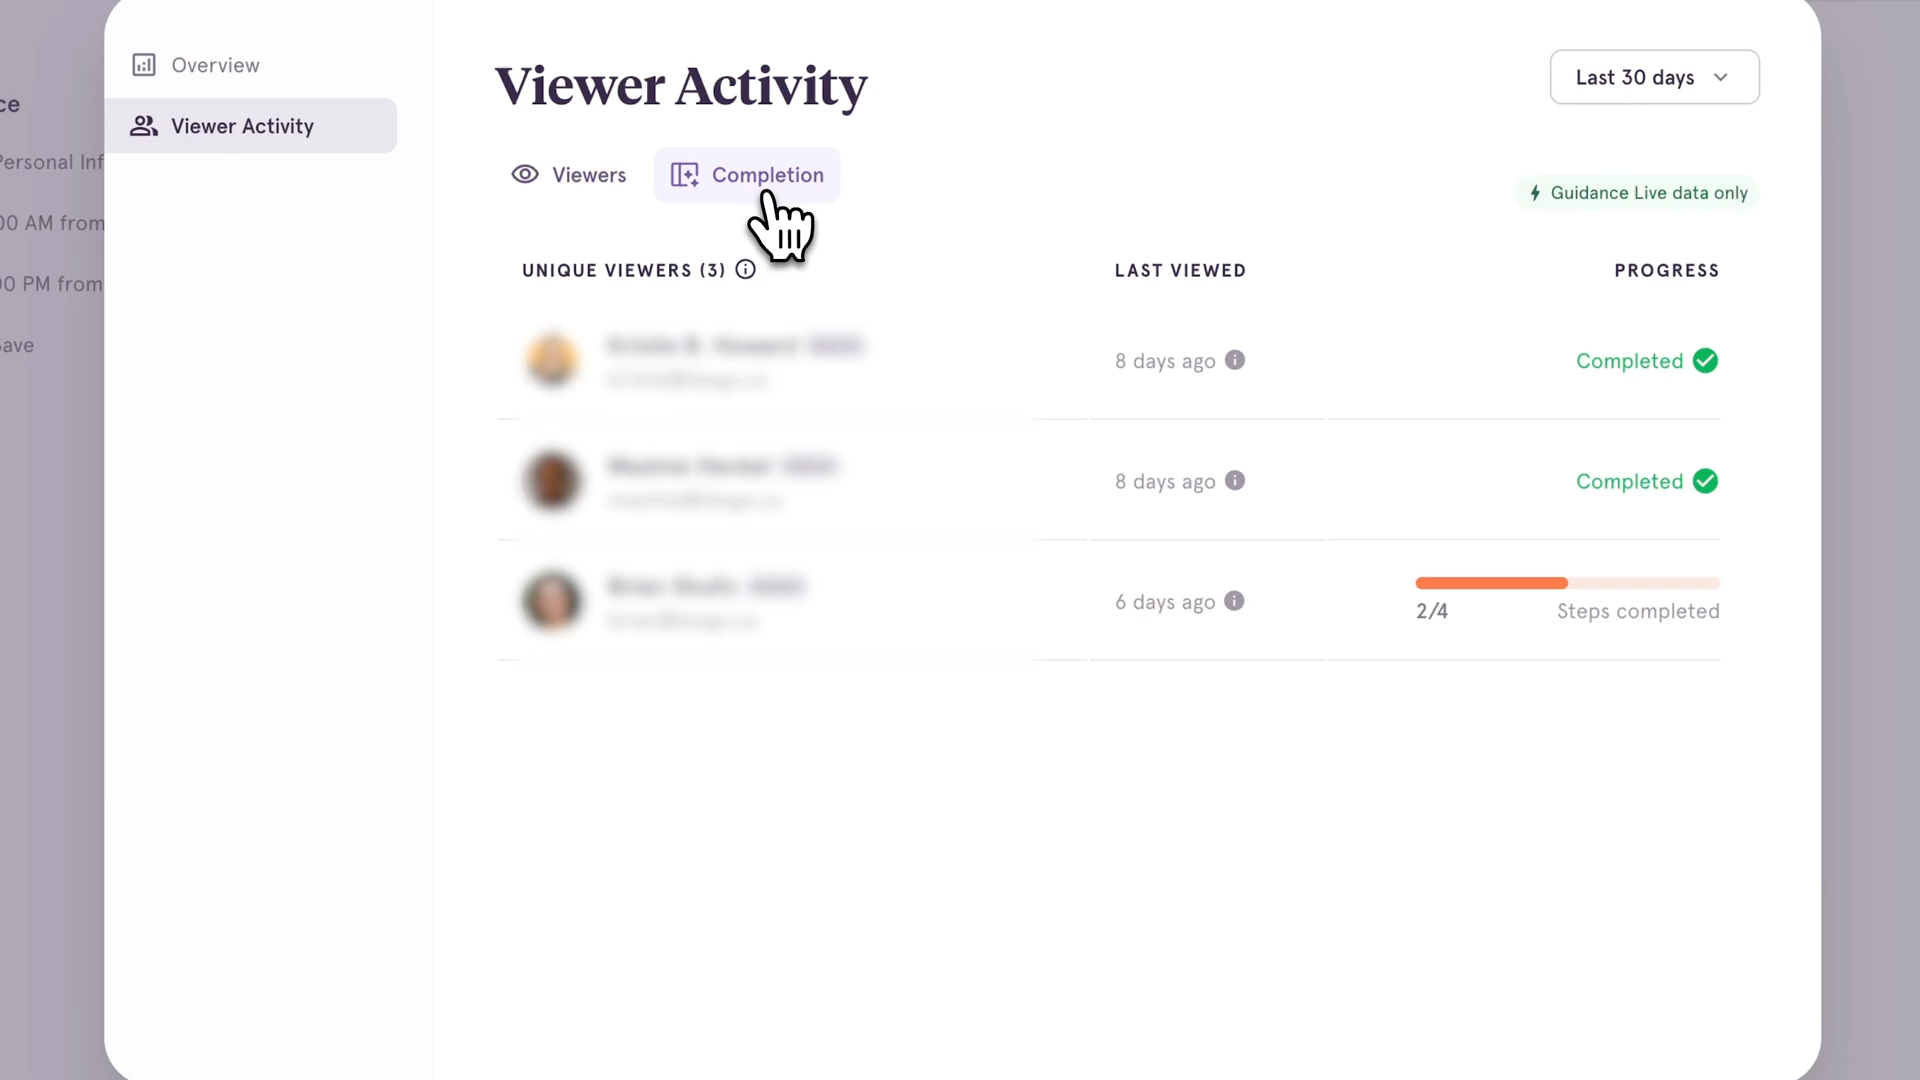 Overview
Viewer Activity
ce
Personal Inf
00 AM from
00 PM from
Save
Viewer Activity
Last 30 days
Viewers
Completion
Guidance Live data only
UNIQUE VIEWERS (3)
LAST VIEWED
PROGRESS
8 days ago
Completed
8 days ago
Completed
6 days ago
2/4
Steps completed